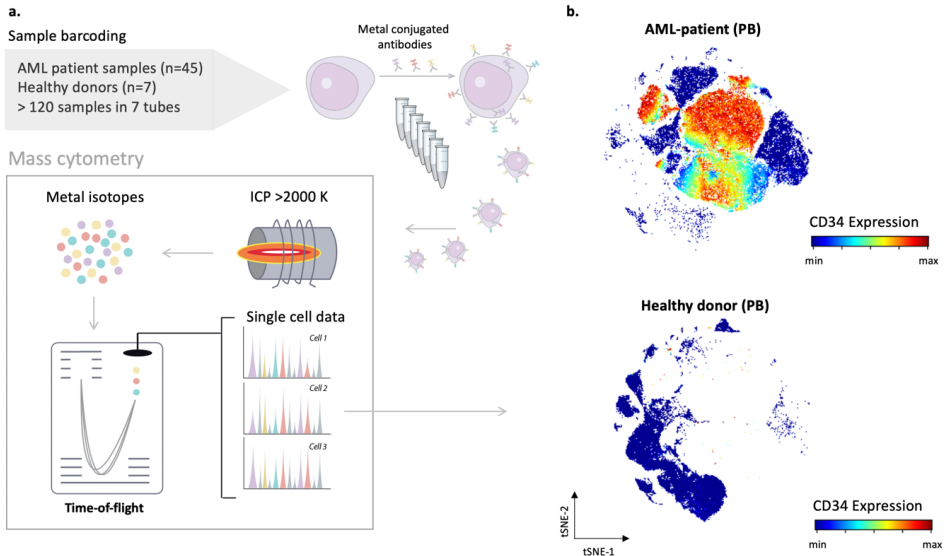 a.
Sample barcoding
AML patient samples (n=45)
Healthy donors (n=7)
> 120 samples in 7 tubes
Metal conjugated
antibodies
Mass cytometry
Metal isotopes
ICP >2000 K
Single cell data
Cell 1
Cell 2
Cell 3
Time-of-flight
b.
AML-patient (PB)
CD34 Expression
min
max
Healthy donor (PB)
CD34 Expression
min
max
tSNE-2
tSNE-1